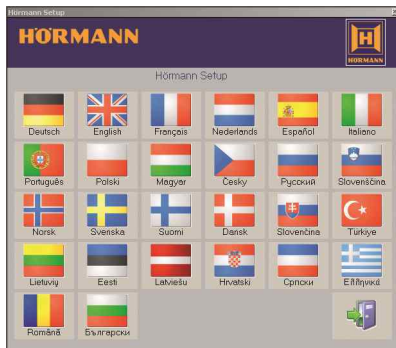 Hörmann Setup
HÖRMANN
HÖRMANN
Hörmann Setup
Deutsch English Français Nederlands Español Italiano
Português Polski Magyar Česky Русский Slovenščina
Norsk Svenska Suomi Dansk Slovenčina Türkiye
Lietuvių Eesti Latviešu Hrvatski Српски Ελληνικά
Română Български